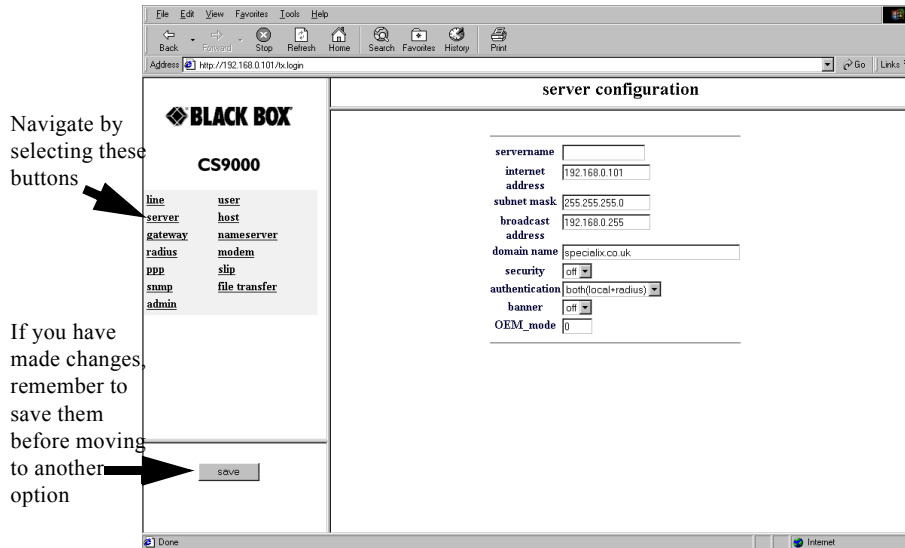 File Edit View Favorites Tools Help
Back Forward Stop Refresh Home Search Favorites History Print
Address http://192.168.0.101/tx.login Go Links
BLACK BOX
CS9000
line user
server host
gateway nameserver
radius modem
ppp slip
snmp file transfer
admin
save
server configuration
servername
internet address 192.168.0.101
subnet mask 255.255.255.0
broadcast address 192.168.0.255
domain name specialix.co.uk
security off
authentication both(local+radius)
banner off
OEM_mode 0
Done Internet
Navigate by
selecting these
buttons
If you have
made changes,
remember to
save them
before moving
to another
option